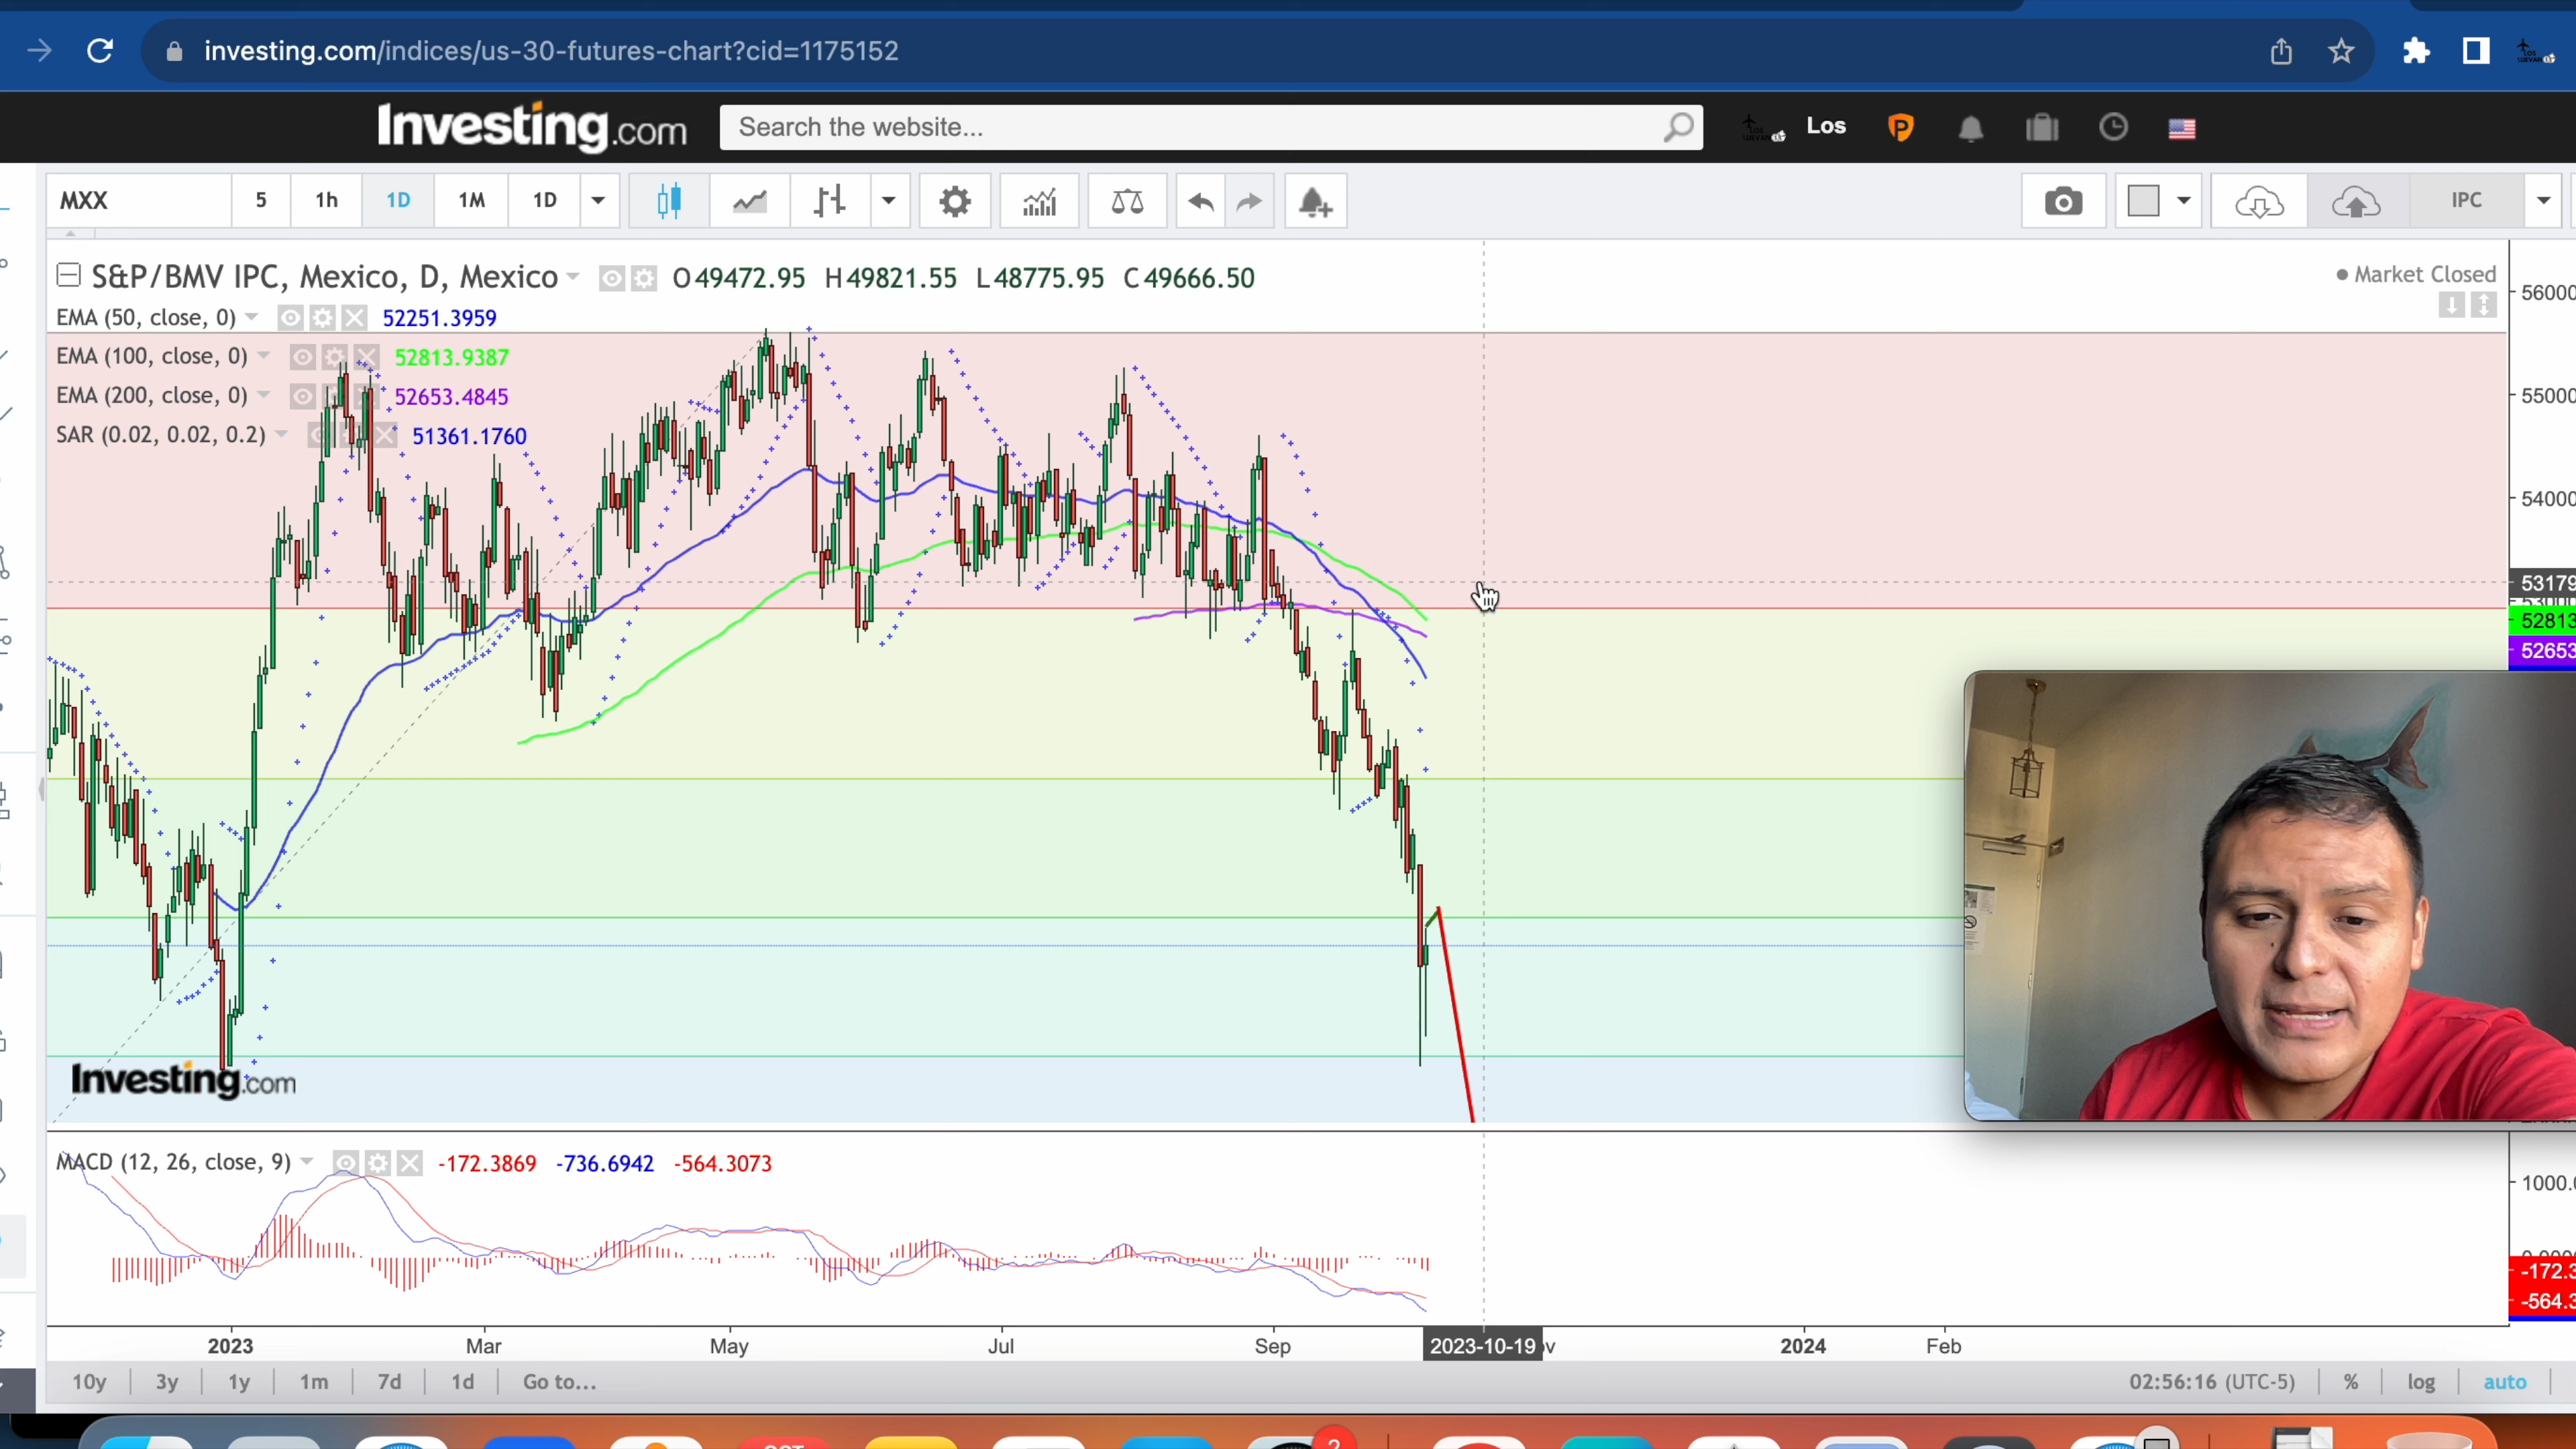 investing.com/indices/us-30-futures-chart?cid=1175152
Investing.com Search the website... Los
MXX 5 1h 1D 1M 1D IPC
S&P/BMV IPC, Mexico, D, Mexico O49472.95 H49821.55 L48775.95 C49666.50 Market Closed
EMA (50, close, 0) 52251.3959
EMA (100, close, 0) 52813.9387
EMA (200, close, 0) 52653.4845
SAR (0.02, 0.02, 0.2) 51361.1760
56000
55000
54000
53179
52813
52653
Investing.com
MACD (12, 26, close, 9) -172.3869 -736.6942 -564.3073
1000.
-172.3
-564.3
2023 Mar May Jul Sep 2023-10-19 2024 Feb
10y 3y 1y 1m 7d 1d Go to... 02:56:16 (UTC-5) % log auto
2